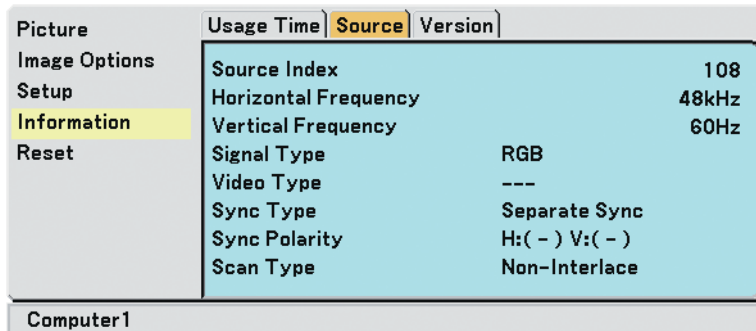 Picture
Image Options
Setup
Information
Reset
Usage Time Source Version
Source Index 108
Horizontal Frequency 48kHz
Vertical Frequency 60Hz
Signal Type RGB
Video Type ---
Sync Type Separate Sync
Sync Polarity H:( - ) V:( - )
Scan Type Non-Interlace
Computer1